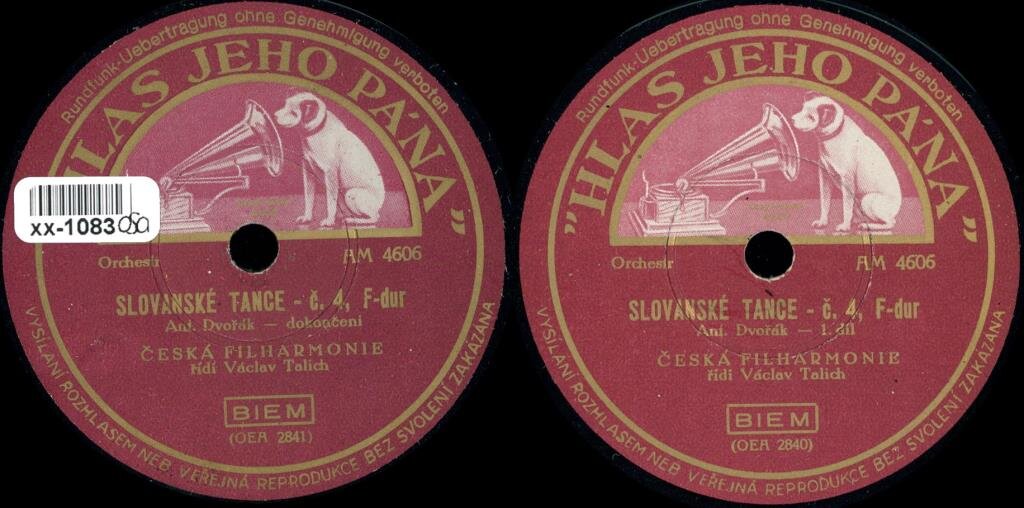 Rundfunk-Uebertragung ohne Genehmigung verboten
HLAS JEHO PÁNA"
xx-1083
Orchestr
AM 4606
SLOVANSKÉ TANCE - č. 4, F-dur
Ant. Dvořák — dokončení
ČESKÁ FILHARMONIE
řídí Václav Talich
BIEM
(OEA 2841)
VYSÍLÁNÍ ROZHLASEM NEB VEŘEJNÁ REPRODUKCE BEZ SVOLENÍ ZAKÁZÁNA
Rundfunk-Uebertragung ohne Genehmigung verboten
"HLAS JEHO PÁNA"
Orchestr
AM 4606
SLOVANSKÉ TANCE - č. 4, F-dur
Ant. Dvořák — 1. díl
ČESKÁ FILHARMONIE
řídí Václav Talich
BIEM
(OEA 2840)
VYSÍLÁNÍ ROZHLASEM NEB VEŘEJNÁ REPRODUKCE BEZ SVOLENÍ ZAKÁZÁNA